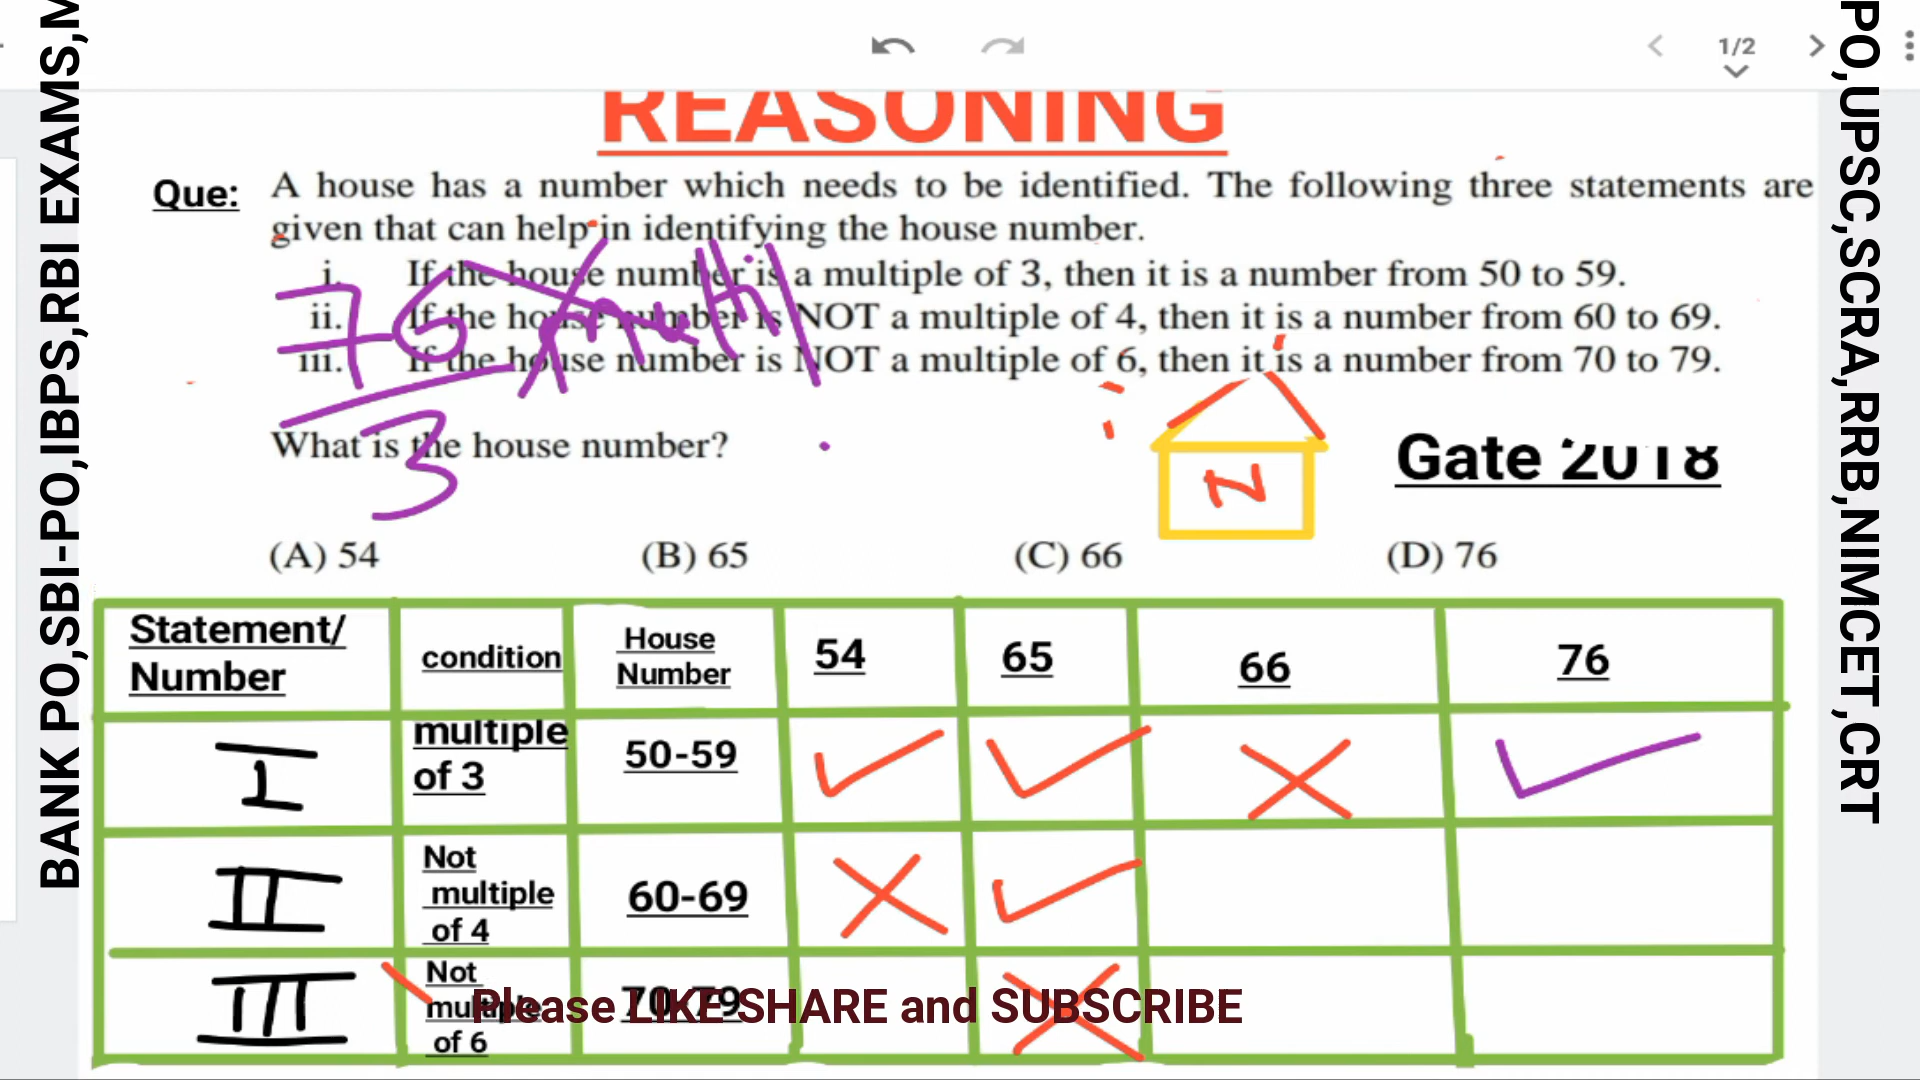 1/2
REASONING
Que: A house has a number which needs to be identified. The following three statements are
given that can help in identifying the house number.
i. If the house number is a multiple of 3, then it is a number from 50 to 59.
ii. If the house number is NOT a multiple of 4, then it is a number from 60 to 69.
iii. If the house number is NOT a multiple of 6, then it is a number from 70 to 79.
76
3
What is the house number?
N
Gate 2018
(A) 54 (B) 65 (C) 66 (D) 76
Statement/
Number
condition
House
Number
54 65 66 76
I
multiple
of 3
50-59
II
Not
multiple
of 4
60-69
III
Not
multiple
of 6
70-79
Please LIKE SHARE and SUBSCRIBE
BANK PO,SBI-PO,IBPS,RBI EXAMS,M
PO,UPSC,SCRA,RRB,NIMCET,CRT